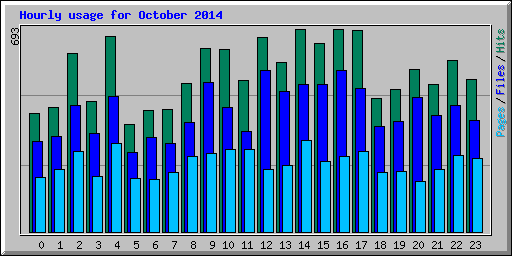 Hourly usage for October 2014
693
Pages/Files/Hits
0 1 2 3 4 5 6 7 8 9 10 11 12 13 14 15 16 17 18 19 20 21 22 23